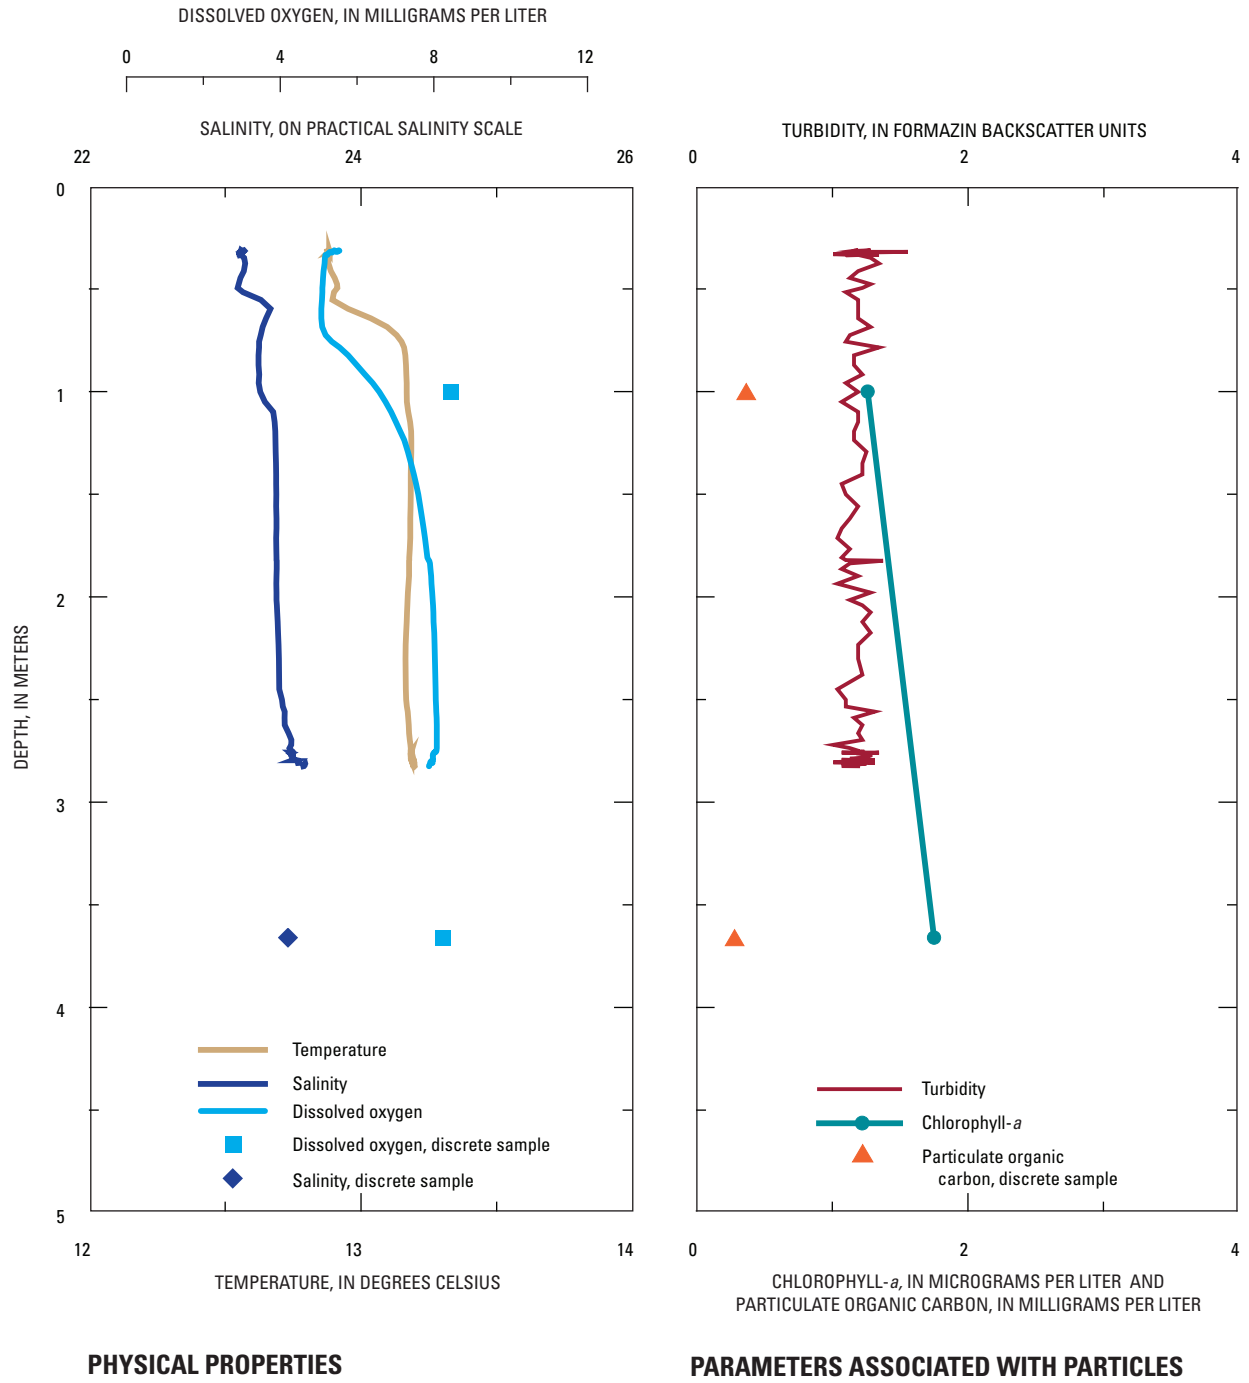 DISSOLVED OXYGEN, IN MILLIGRAMS PER LITER
0 4 8 12
SALINITY, ON PRACTICAL SALINITY SCALE
22 24 26
TURBIDITY, IN FORMAZIN BACKSCATTER UNITS
0 2 4
DEPTH, IN METERS
0
1
2
3
4
5
Temperature
Salinity
Dissolved oxygen
Dissolved oxygen, discrete sample
Salinity, discrete sample
Turbidity
Chlorophyll-a
Particulate organic
carbon, discrete sample
12 13 14
TEMPERATURE, IN DEGREES CELSIUS
0 2 4
CHLOROPHYLL-a, IN MICROGRAMS PER LITER AND
PARTICULATE ORGANIC CARBON, IN MILLIGRAMS PER LITER
PHYSICAL PROPERTIES
PARAMETERS ASSOCIATED WITH PARTICLES